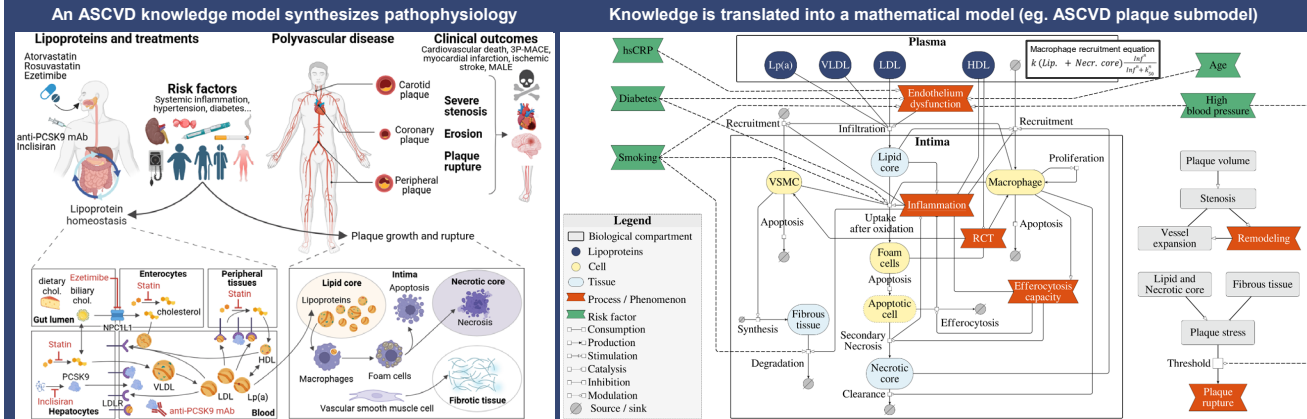 An ASCVD knowledge model synthesizes pathophysiology
Lipoproteins and treatments
Atorvastatin
Rosuvastatin
Ezetimibe
anti-PCSK9 mAb
Inclisiran
Risk factors
Systemic inflammation,
hypertension, diabetes...
Polyvascular disease
Carotid
plaque
Coronary
plaque
Peripheral
plaque
Clinical outcomes
Cardiovascular death, 3P-MACE,
myocardial infarction, ischemic
stroke, MALE
Severe
stenosis
Erosion
Plaque
rupture
Lipoprotein
homeostasis
Plaque growth and rupture
Ezetimibe
dietary
chol.
biliary
chol.
Gut lumen
NPC1L1
Enterocytes
Statin
cholesterol
Peripheral
tissues
Statin
Statin
PCSK9
Inclisiran
Hepatocytes
LDLR
VLDL
LDL
HDL
Lp(a)
anti-PCSK9 mAb
Blood
Lipid core
Lipoproteins
Intima
Apoptosis
Necrotic core
Necrosis
Macrophages
Foam cells
Vascular smooth muscle cell
Fibrotic tissue
Knowledge is translated into a mathematical model (eg. ASCVD plaque submodel)
hsCRP
Diabetes
Smoking
Plasma
Lp(a)
VLDL
LDL
HDL
Macrophage recruitment equation
k (Lip. + Necr. core) Infⁿ / Infⁿ + kⁿ₅₀
Age
High
blood pressure
Endothelium
dysfunction
Recruitment
Infiltration
Recruitment
Intima
Lipid
core
VSMC
Macrophage
Proliferation
Inflammation
Apoptosis
Uptake
after oxidation
RCT
Apoptosis
Foam
cells
Apoptosis
Efferocytosis
capacity
Apoptotic
cell
Efferocytosis
Synthesis
Fibrous
tissue
Secondary
Necrosis
Degradation
Necrotic
core
Clearance
Legend
Biological compartment
Lipoproteins
Cell
Tissue
Process / Phenomenon
Risk factor
Consumption
Production
Stimulation
Catalysis
Inhibition
Modulation
Source / sink
Plaque volume
Stenosis
Vessel
expansion
Remodeling
Lipid and
Necrotic core
Fibrous tissue
Plaque stress
Threshold
Plaque
rupture